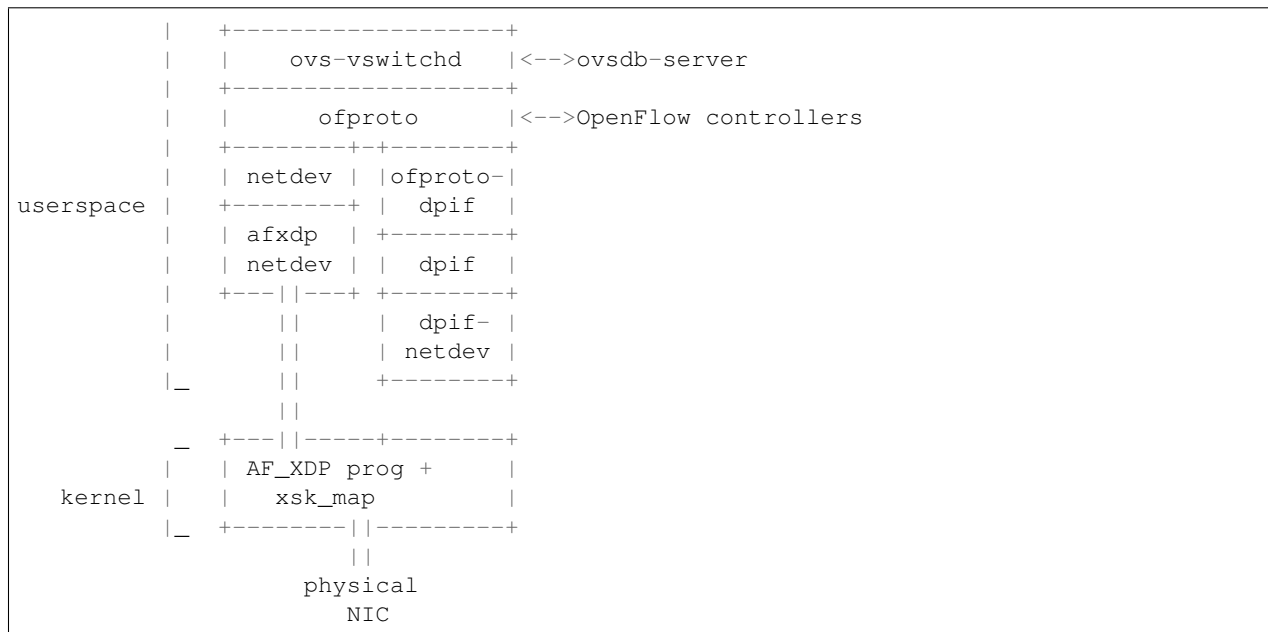 |   +-------------------+
              |   |    ovs-vswitchd   |<-->ovsdb-server
              |   +-------------------+
              |   |      ofproto      |<-->OpenFlow controllers
              |   +--------+-+--------+
              |   | netdev | |ofproto-|
    userspace |   +--------+ |  dpif  |
              |   | afxdp  | +--------+
              |   | netdev | |  dpif  |
              |   +---||---+ +--------+
              |       ||     |  dpif- |
              |       ||     | netdev |
              |_      ||     +--------+
                      ||
               _  +---||-----+--------+
              |   | AF_XDP prog +     |
       kernel |   |   xsk_map         |
              |_  +--------||---------+
                           ||
                        physical
                           NIC